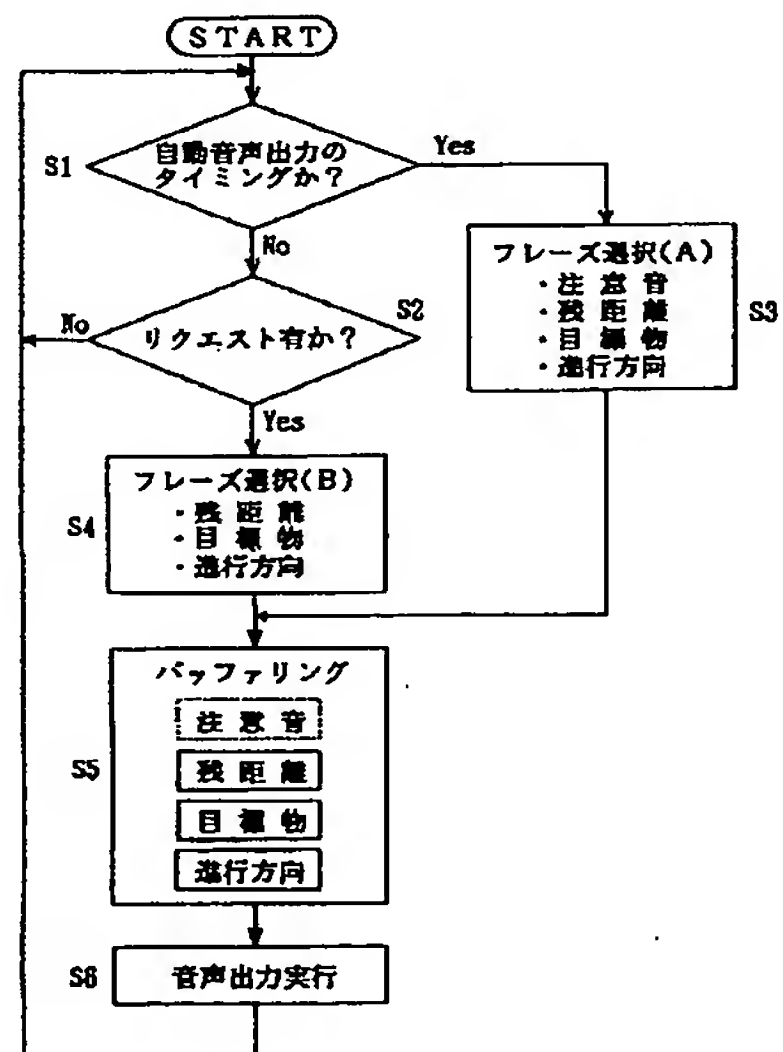 START
S1
自動音声出力の
タイミングか?
Yes
No
フレーズ選択(A)
・注意音
・残距離
・目標物
・進行方向
S3
No
リクエスト有か?
S2
Yes
S4
フレーズ選択(B)
・残距離
・目標物
・進行方向
S5
バッファリング
注意音
残距離
目標物
進行方向
S6
音声出力実行